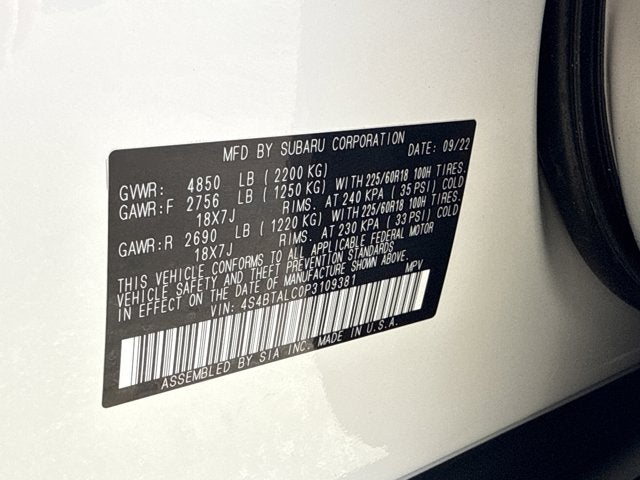 MFD BY SUBARU CORPORATION DATE: 09/22
GVWR: 4850 LB (2200 KG)
GAWR:F 2756 LB (1250 KG) WITH 225/60R18 100H TIRES.
18X7J RIMS. AT 240 KPA (35 PSI) COLD
GAWR:R 2690 LB (1220 KG) WITH 225/60R18 100H TIRES.
18X7J RIMS. AT 230 KPA (33 PSI) COLD
THIS VEHICLE CONFORMS TO ALL APPLICABLE FEDERAL MOTOR
VEHICLE SAFETY AND THEFT PREVENTION STANDARDS
IN EFFECT ON THE DATE OF MANUFACTURE SHOWN ABOVE.
VIN: 4S4BTALC0P3109381 MPV
ASSEMBLED BY SIA INC. MADE IN U.S.A.